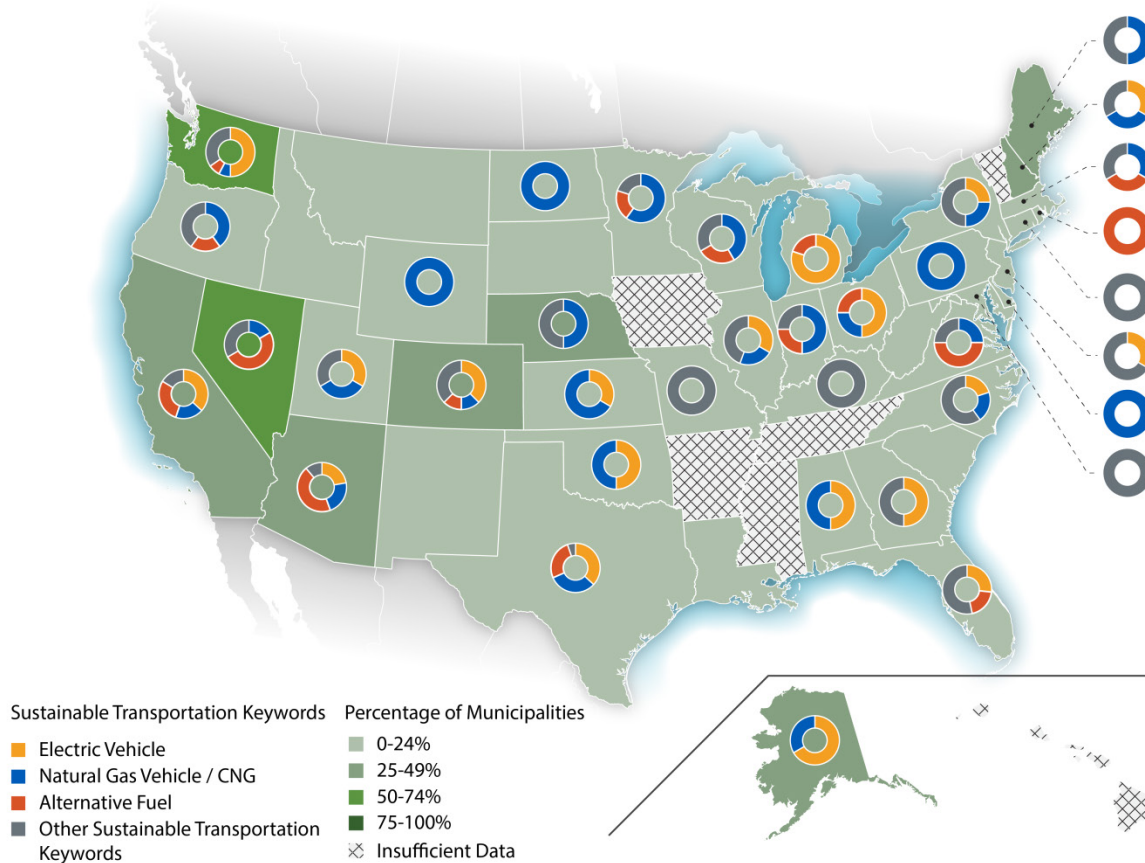 Sustainable Transportation Keywords
Electric Vehicle
Natural Gas Vehicle / CNG
Alternative Fuel
Other Sustainable Transportation
Keywords
Percentage of Municipalities
0-24%
25-49%
50-74%
75-100%
Insufficient Data